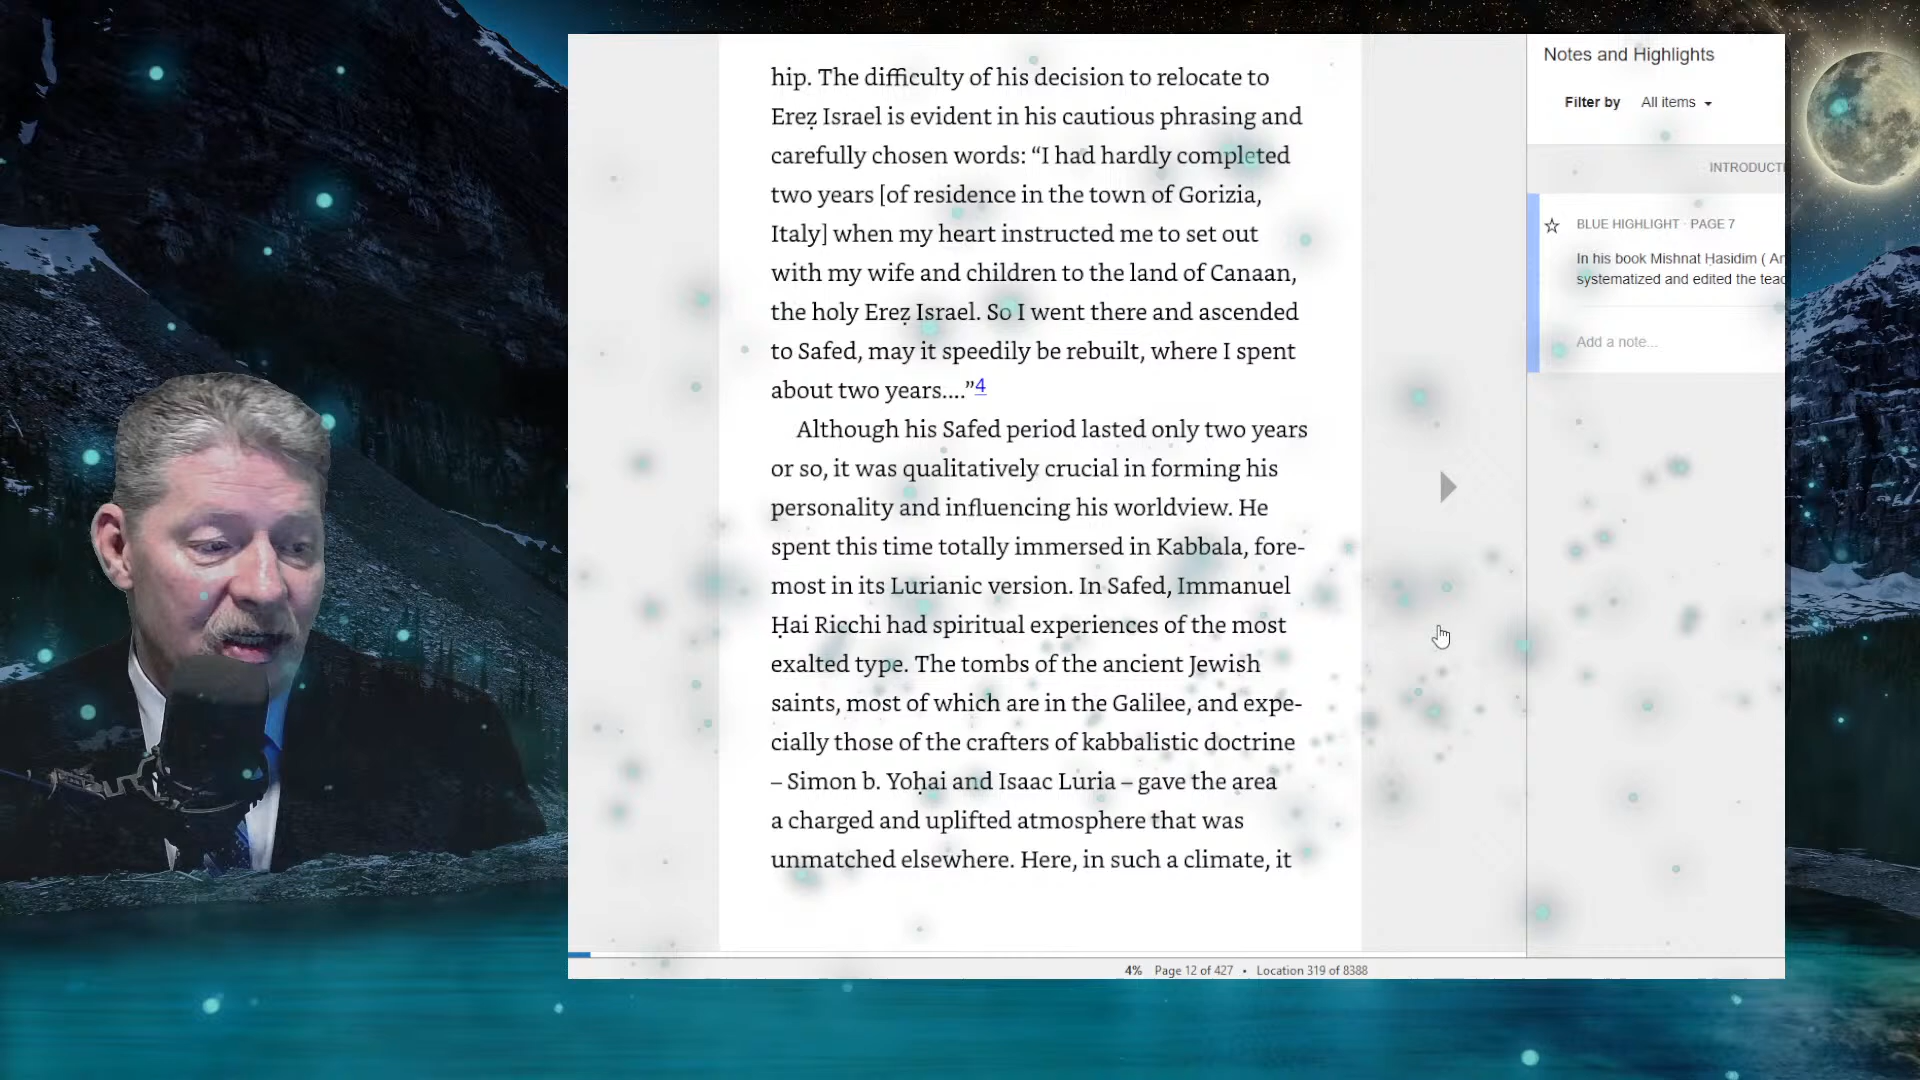 hip. The difficulty of his decision to relocate to
Ereẓ Israel is evident in his cautious phrasing and
carefully chosen words: “I had hardly completed
two years [of residence in the town of Gorizia,
Italy] when my heart instructed me to set out
with my wife and children to the land of Canaan,
the holy Ereẓ Israel. So I went there and ascended
to Safed, may it speedily be rebuilt, where I spent
about two years....”4
Although his Safed period lasted only two years
or so, it was qualitatively crucial in forming his
personality and influencing his worldview. He
spent this time totally immersed in Kabbala, fore-
most in its Lurianic version. In Safed, Immanuel
Ḥai Ricchi had spiritual experiences of the most
exalted type. The tombs of the ancient Jewish
saints, most of which are in the Galilee, and expe-
cially those of the crafters of kabbalistic doctrine
– Simon b. Yoḥai and Isaac Luria – gave the area
a charged and uplifted atmosphere that was
unmatched elsewhere. Here, in such a climate, it
4% Page 12 of 427 • Location 319 of 8388
Notes and Highlights
Filter by All items
INTRODUCTI
BLUE HIGHLIGHT · PAGE 7
In his book Mishnat Hasidim ( Ar
systematized and edited the teac
Add a note...